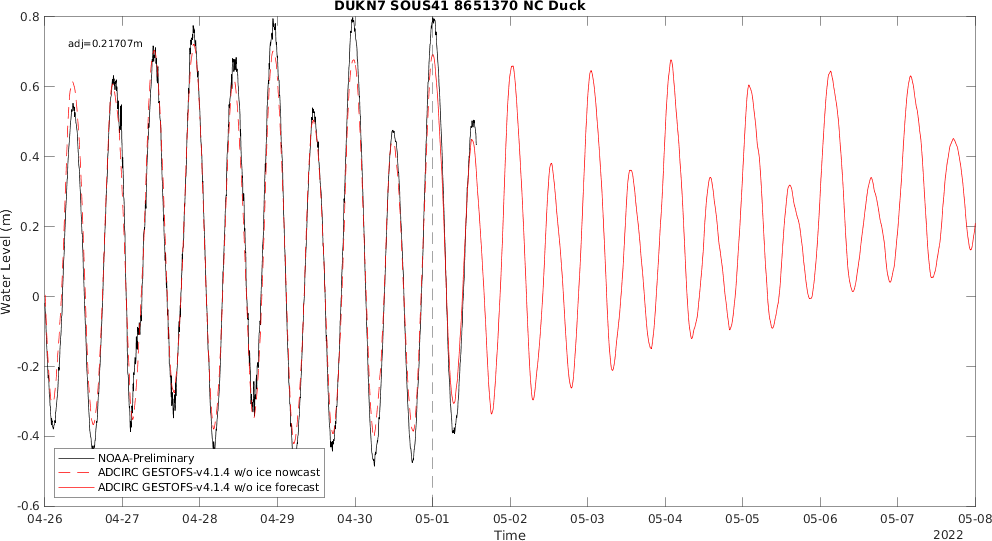 DUKN7 SOUS41 8651370 NC Duck
0.8
adj=0.21707m
0.6
0.4
0.2
0
-0.2
-0.4
-0.6
Water Level (m)
NOAA-Preliminary
ADCIRC GESTOFS-v4.1.4 w/o ice nowcast
ADCIRC GESTOFS-v4.1.4 w/o ice forecast
04-26 04-27 04-28 04-29 04-30 05-01 05-02 05-03 05-04 05-05 05-06 05-07 05-08
Time
2022